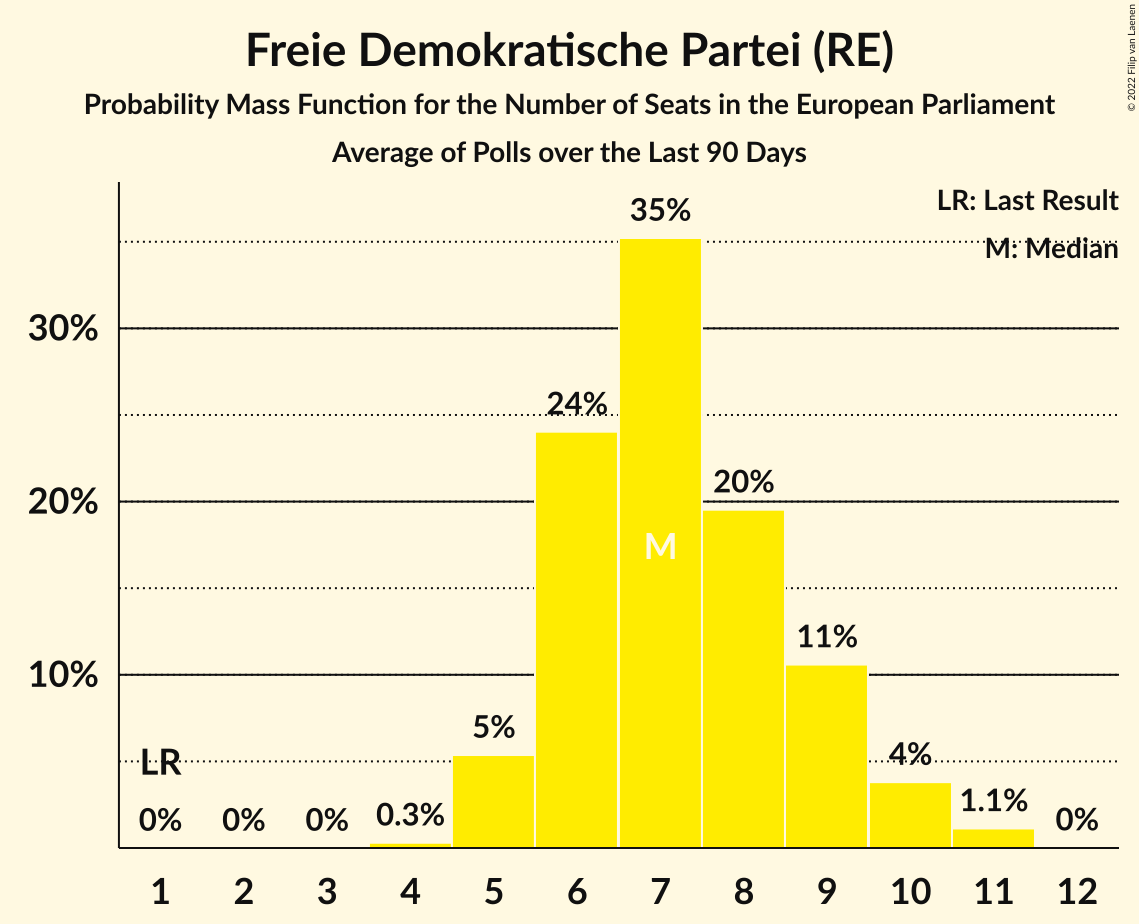 Freie Demokratische Partei (RE)
Probability Mass Function for the Number of Seats in the European Parliament
Average of Polls over the Last 90 Days
© 2022 Filip van Laenen
LR: Last Result
M: Median
30%
20%
10%
LR
0%
0%
0%
0.3%
5%
24%
35%
M
20%
11%
4%
1.1%
0%
1 2 3 4 5 6 7 8 9 10 11 12